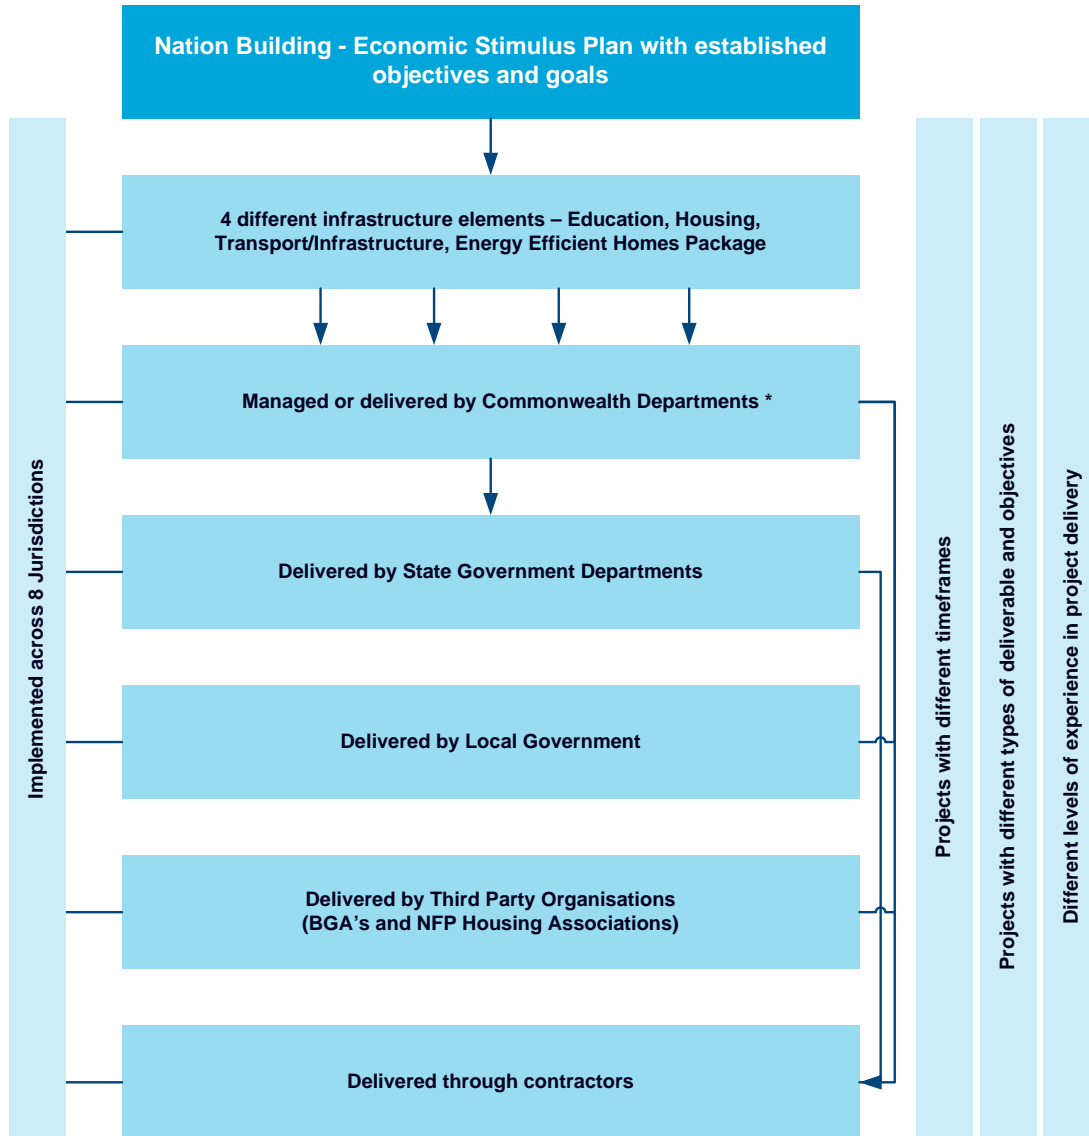 Nation Building - Economic Stimulus Plan with established
objectives and goals
4 different infrastructure elements – Education, Housing,
Transport/Infrastructure, Energy Efficient Homes Package
Managed or delivered by Commonwealth Departments *
Delivered by State Government Departments
Delivered by Local Government
Delivered by Third Party Organisations
(BGA's and NFP Housing Associations)
Delivered through contractors
Implemented across 8 Jurisdictions
Projects with different timeframes
Projects with different types of deliverable and objectives
Different levels of experience in project delivery